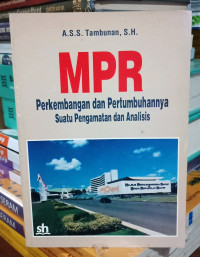 A.S.S. Tambunan, S.H.
MPR
Perkembangan dan Pertumbuhannya
Suatu Pengamatan dan Analisis
sh